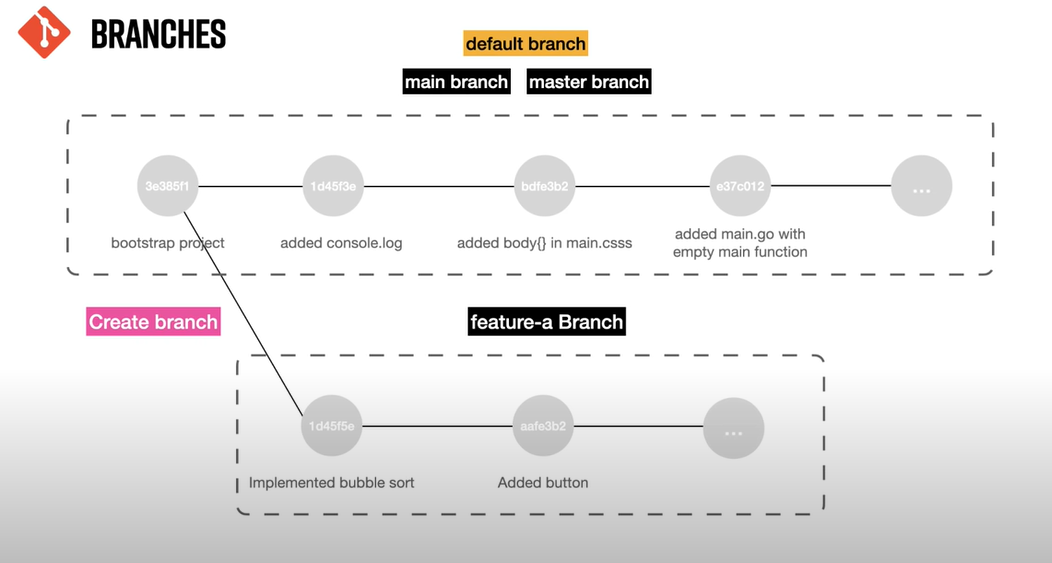 BRANCHES
default branch
main branch
master branch
3e385f1
1d45f3e
bdfe3b2
e37c012
...
bootstrap project
added console.log
added body{} in main.csss
added main.go with
empty main function
Create branch
feature-a Branch
1d45f5e
aafe3b2
...
Implemented bubble sort
Added button